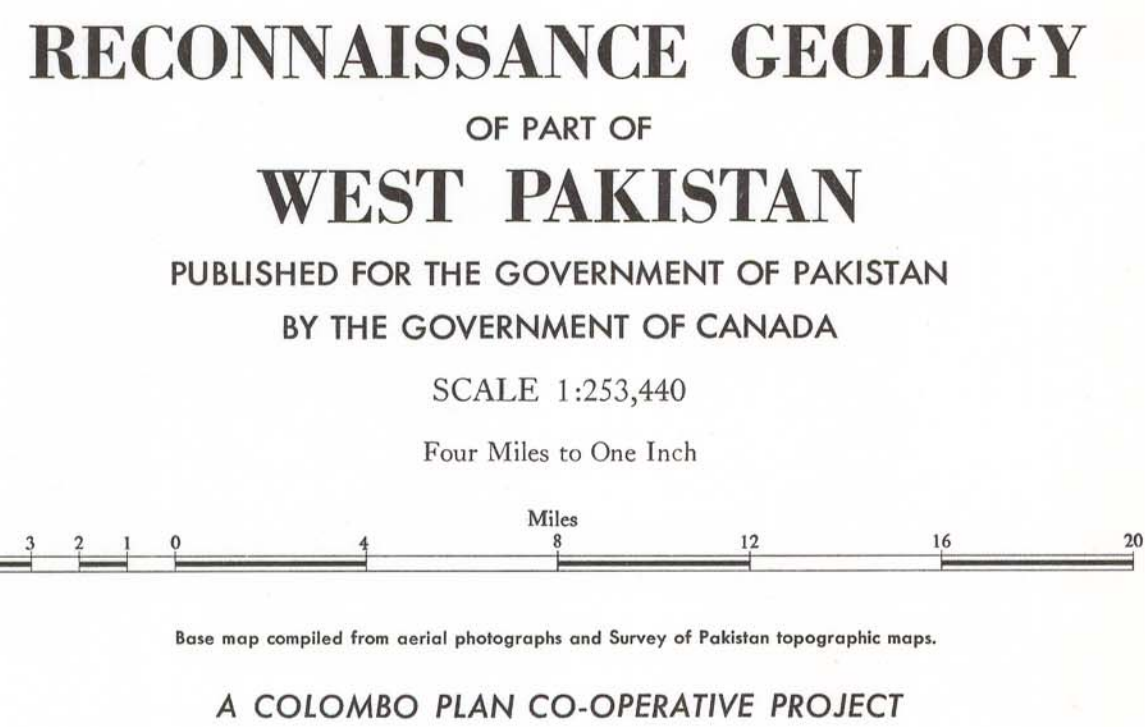 RECONNAISSANCE GEOLOGY
OF PART OF
WEST PAKISTAN
PUBLISHED FOR THE GOVERNMENT OF PAKISTAN
BY THE GOVERNMENT OF CANADA
SCALE 1:253,440
Four Miles to One Inch
Miles
3 2 1 0 4 8 12 16 20
Base map compiled from aerial photographs and Survey of Pakistan topographic maps.
A COLOMBO PLAN CO-OPERATIVE PROJECT